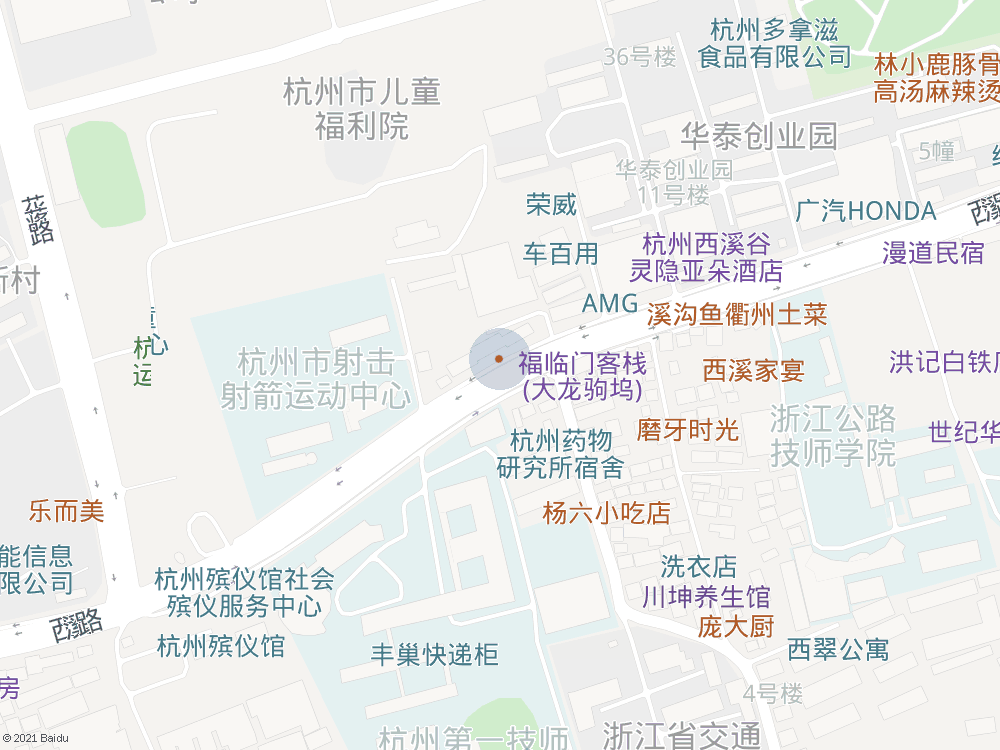 杭州多拿滋
食品有限公司
36号楼
林小鹿豚骨
高汤麻辣烫
杭州市儿童
福利院
华泰创业园
5幢
华泰创业园
11号楼
荣威
广汽HONDA
车百用
杭州西溪谷
灵隐亚朵酒店
漫道民宿
新村
AMG
溪沟鱼衢州土菜
心
杭
运
杭州市射击
射箭运动中心
福临门客栈
(大龙驹坞)
西溪家宴
洪记白铁店
浙江公路
技师学院
磨牙时光
世纪华
杭州药物
研究所宿舍
乐而美
杨六小吃店
能信息
限公司
洗衣店
杭州殡仪馆社会
殡仪服务中心
川坤养生馆
庞大厨
西溪路
杭州殡仪馆
丰巢快递柜
西翠公寓
房
4号楼
杭州第一技师
浙江省交通
© 2021 Baidu